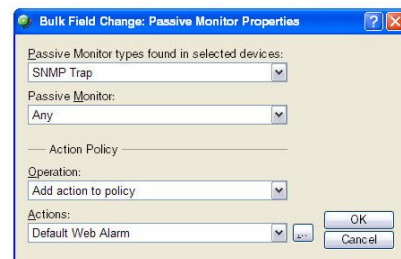 Bulk Field Change: Passive Monitor Properties
Passive Monitor types found in selected devices:
SNMP Trap
Passive Monitor:
Any
Action Policy
Operation:
Add action to policy
Actions:
Default Web Alarm
...
OK
Cancel